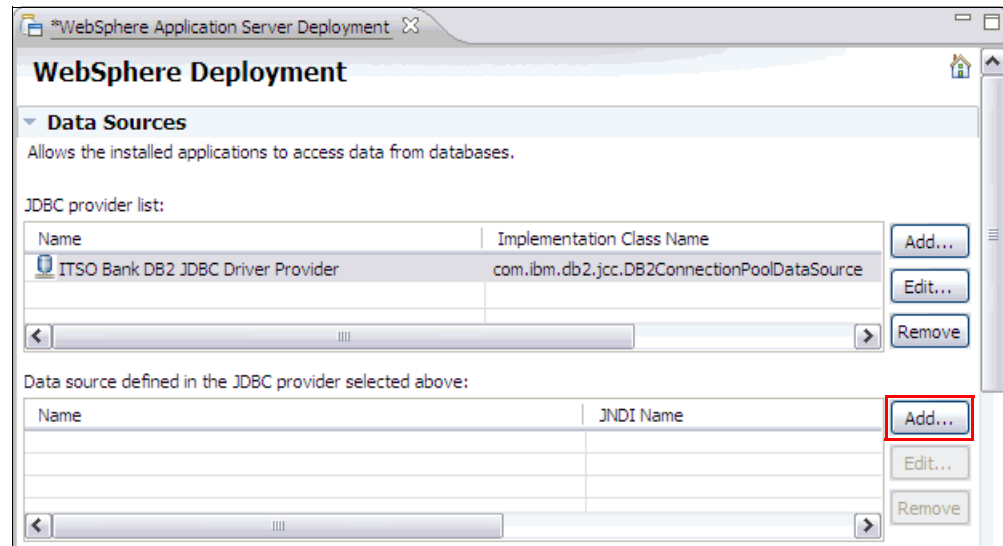 *WebSphere Application Server Deployment
WebSphere Deployment
Data Sources
Allows the installed applications to access data from databases.
JDBC provider list:
Name Implementation Class Name Add...
ITSO Bank DB2 JDBC Driver Provider com.ibm.db2.jcc.DB2ConnectionPoolDataSource
Edit...
Remove
Data source defined in the JDBC provider selected above:
Name JNDI Name Add...
Edit...
Remove